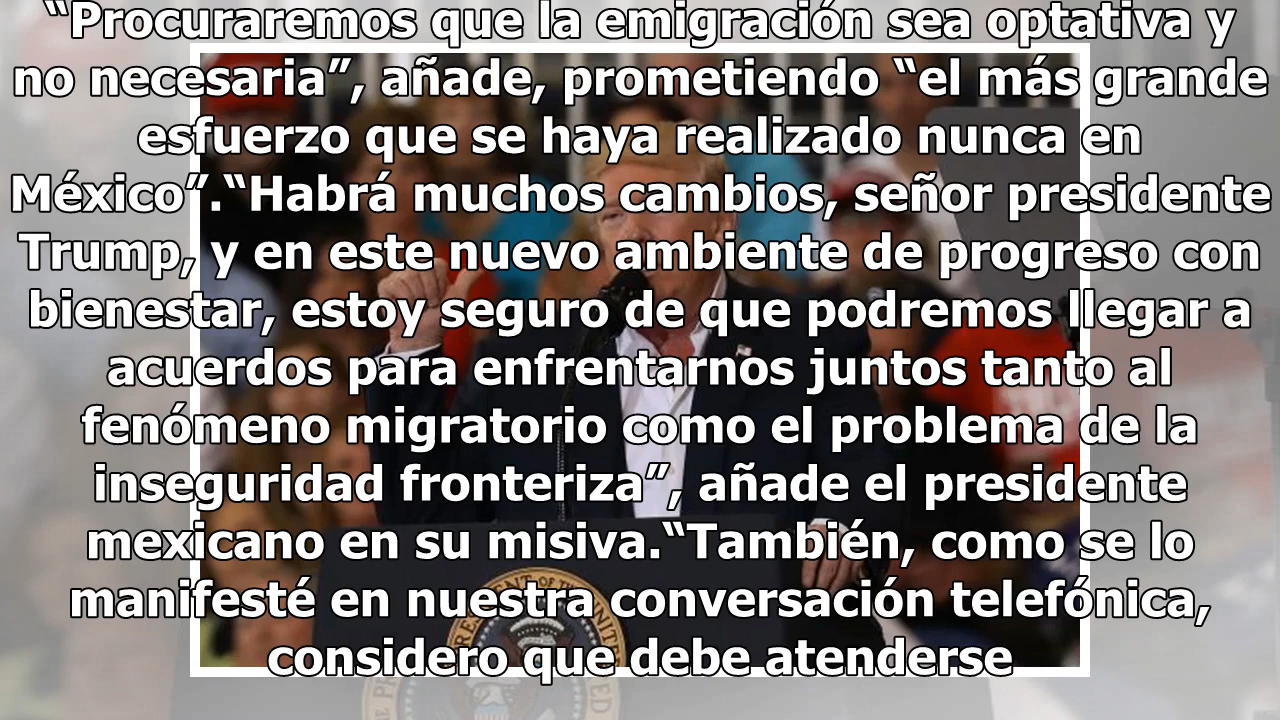 “Procuraremos que la emigración sea optativa y
no necesaria”, añade, prometiendo “el más grande
esfuerzo que se haya realizado nunca en
México”.“Habrá muchos cambios, señor presidente
Trump, y en este nuevo ambiente de progreso con
bienestar, estoy seguro de que podremos llegar a
acuerdos para enfrentarnos juntos tanto al
fenómeno migratorio como el problema de la
inseguridad fronteriza”, añade el presidente
mexicano en su misiva.“También, como se lo
manifesté en nuestra conversación telefónica,
considero que debe atenderse